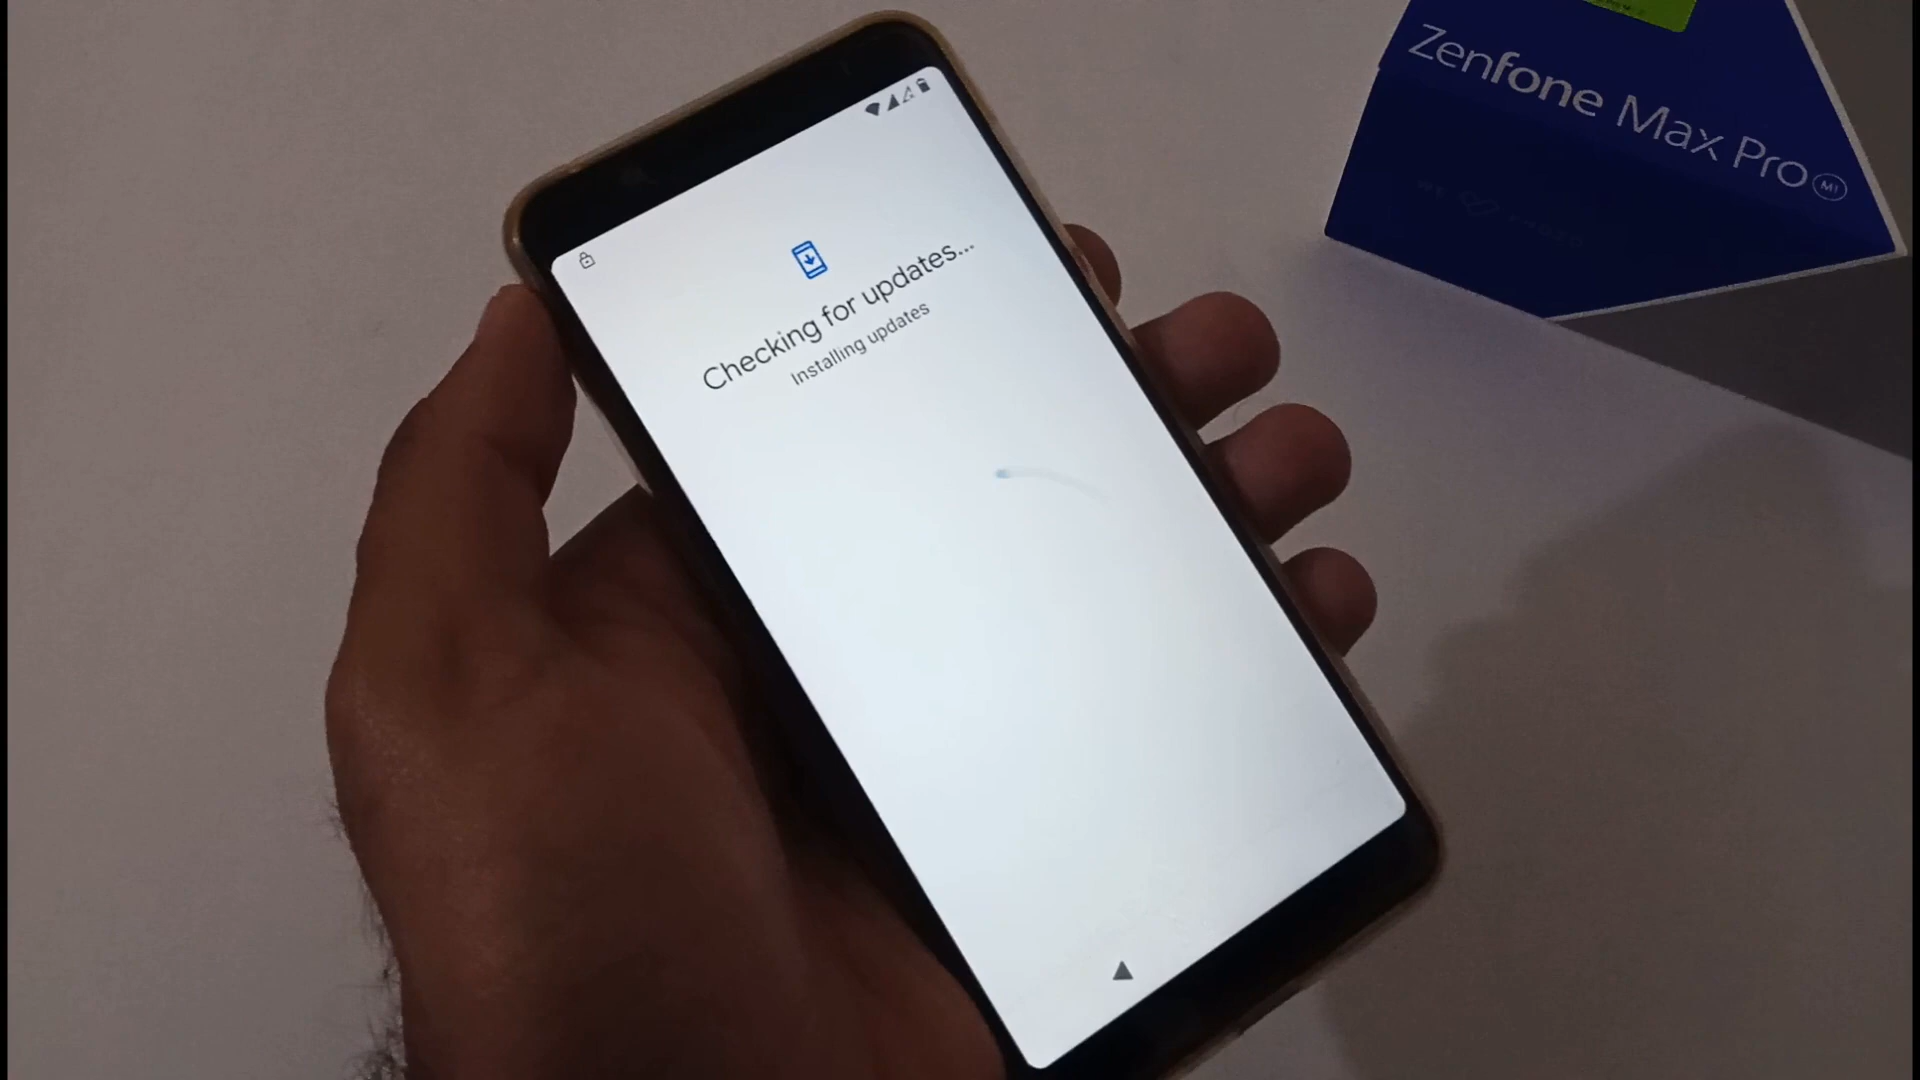 Checking for updates...
Installing updates
Zenfone Max Pro M1